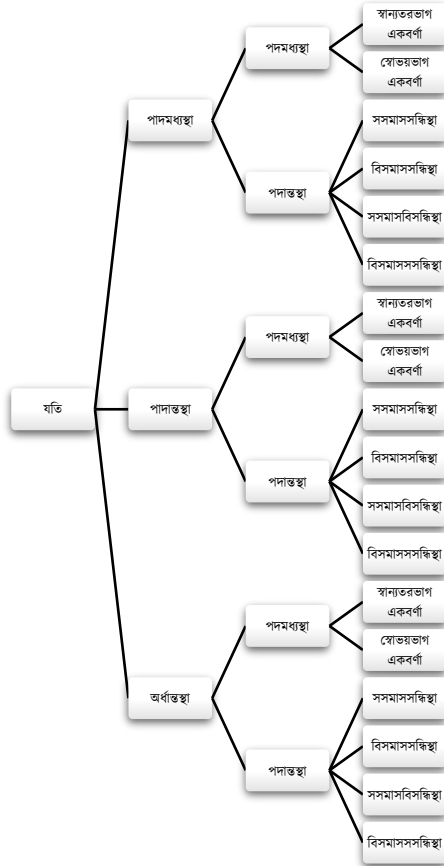 স্বান্যতরভাগ
একবর্ণা
পদমধ্যস্থা
স্বোভয়ভাগ
একবর্ণা
পাদমধ্যস্থা
সসমাসসন্ধিস্থা
বিসমাসসন্ধিস্থা
পদান্তস্থা
সসমাসবিসন্ধিস্থা
বিসমাসসসন্ধিস্থা
স্বান্যতরভাগ
একবর্ণা
পদমধ্যস্থা
স্বোভয়ভাগ
একবর্ণা
যতি
পাদান্তস্থা
সসমাসসন্ধিস্থা
বিসমাসসন্ধিস্থা
পদান্তস্থা
সসমাসবিসন্ধিস্থা
বিসমাসসসন্ধিস্থা
স্বান্যতরভাগ
একবর্ণা
পদমধ্যস্থা
স্বোভয়ভাগ
একবর্ণা
অর্ধান্তস্থা
সসমাসসন্ধিস্থা
বিসমাসসন্ধিস্থা
পদান্তস্থা
সসমাসবিসন্ধিস্থা
বিসমাসসসন্ধিস্থা